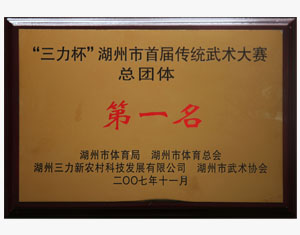 “三力杯”湖州市首届传统武术大赛
总团体
第一名
湖州市体育局　湖州市体育总会
湖州三力新农村科技发展有限公司　湖州市武术协会
二〇〇七年十一月